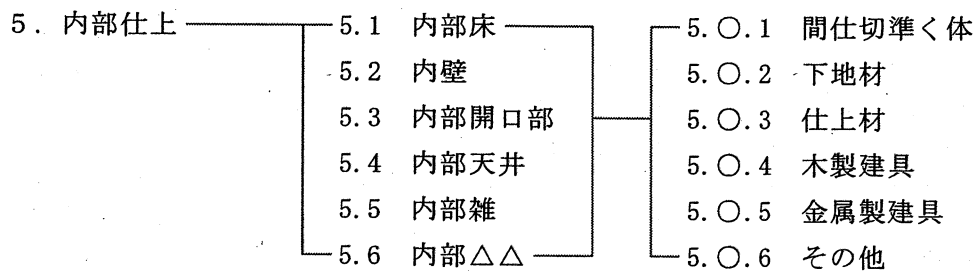 5. 内部仕上 5.1 内部床 5.〇.1 間仕切準く体
5.2 内壁 5.〇.2 下地材
5.3 内部開口部 5.〇.3 仕上材
5.4 内部天井 5.〇.4 木製建具
5.5 内部雑 5.〇.5 金属製建具
5.6 内部△△ 5.〇.6 その他